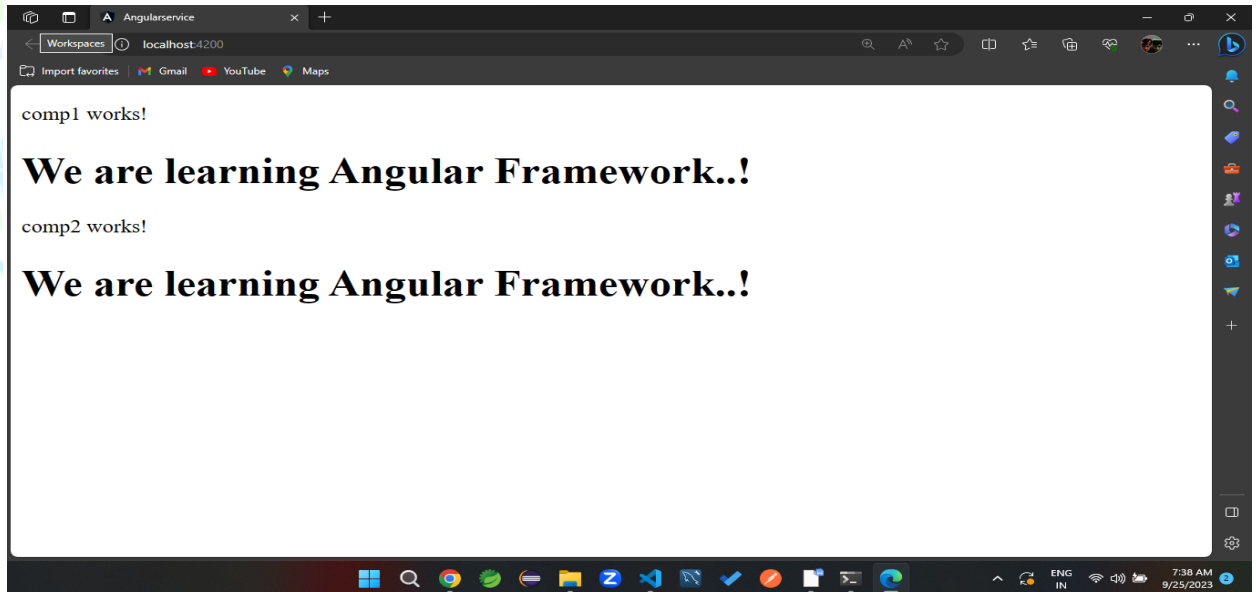 Angularservice
Workspaces
localhost:4200
Import favorites
Gmail
YouTube
Maps
comp1 works!
We are learning Angular Framework..!
comp2 works!
We are learning Angular Framework..!
ENG
IN
7:38 AM
9/25/2023
2